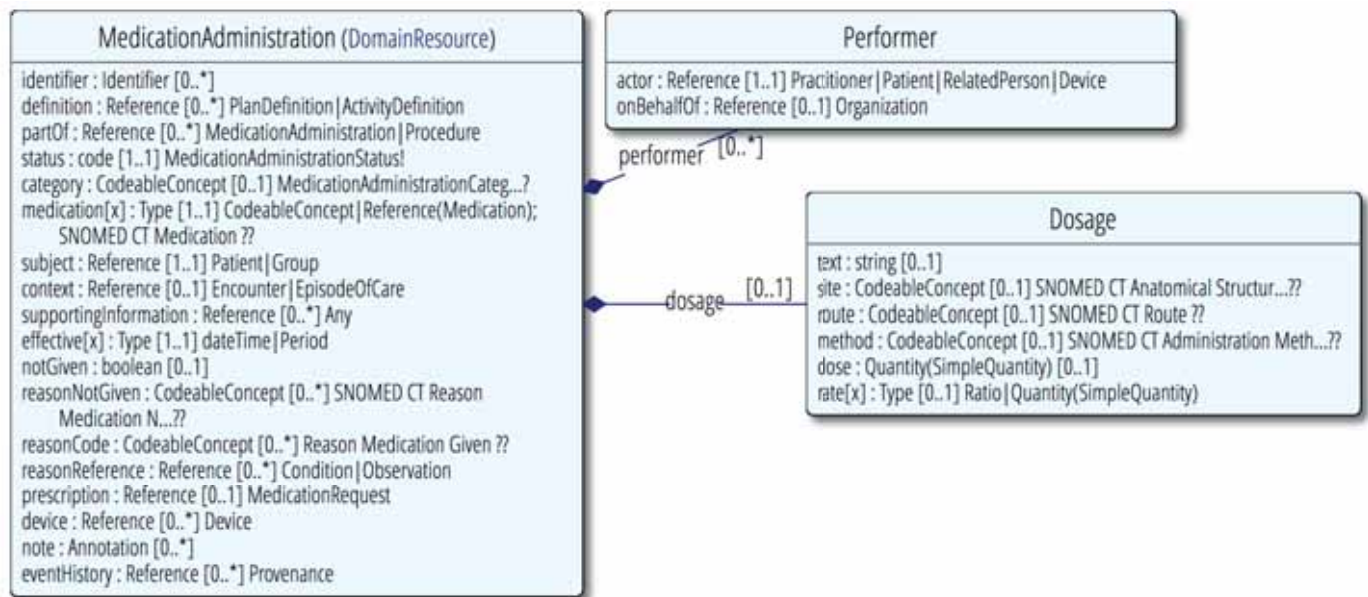 MedicationAdministration (DomainResource)
identifier : Identifier [0..*]
definition : Reference [0..*] PlanDefinition|ActivityDefinition
partOf : Reference [0..*] MedicationAdministration|Procedure
status : code [1..1] MedicationAdministrationStatus!
category : CodeableConcept [0..1] MedicationAdministrationCateg...?
medication[x] : Type [1..1] CodeableConcept|Reference(Medication);
SNOMED CT Medication ??
subject : Reference [1..1] Patient|Group
context : Reference [0..1] Encounter|EpisodeOfCare
supportingInformation : Reference [0..*] Any
effective[x] : Type [1..1] dateTime|Period
notGiven : boolean [0..1]
reasonNotGiven : CodeableConcept [0..*] SNOMED CT Reason
Medication N...??
reasonCode : CodeableConcept [0..*] Reason Medication Given ??
reasonReference : Reference [0..*] Condition|Observation
prescription : Reference [0..1] MedicationRequest
device : Reference [0..*] Device
note : Annotation [0..*]
eventHistory : Reference [0..*] Provenance
Performer
actor : Reference [1..1] Practitioner|Patient|RelatedPerson|Device
onBehalfOf : Reference [0..1] Organization
performer [0..*]
dosage [0..1]
Dosage
text : string [0..1]
site : CodeableConcept [0..1] SNOMED CT Anatomical Structur...??
route : CodeableConcept [0..1] SNOMED CT Route ??
method : CodeableConcept [0..1] SNOMED CT Administration Meth...??
dose : Quantity(SimpleQuantity) [0..1]
rate[x] : Type [0..1] Ratio|Quantity(SimpleQuantity)